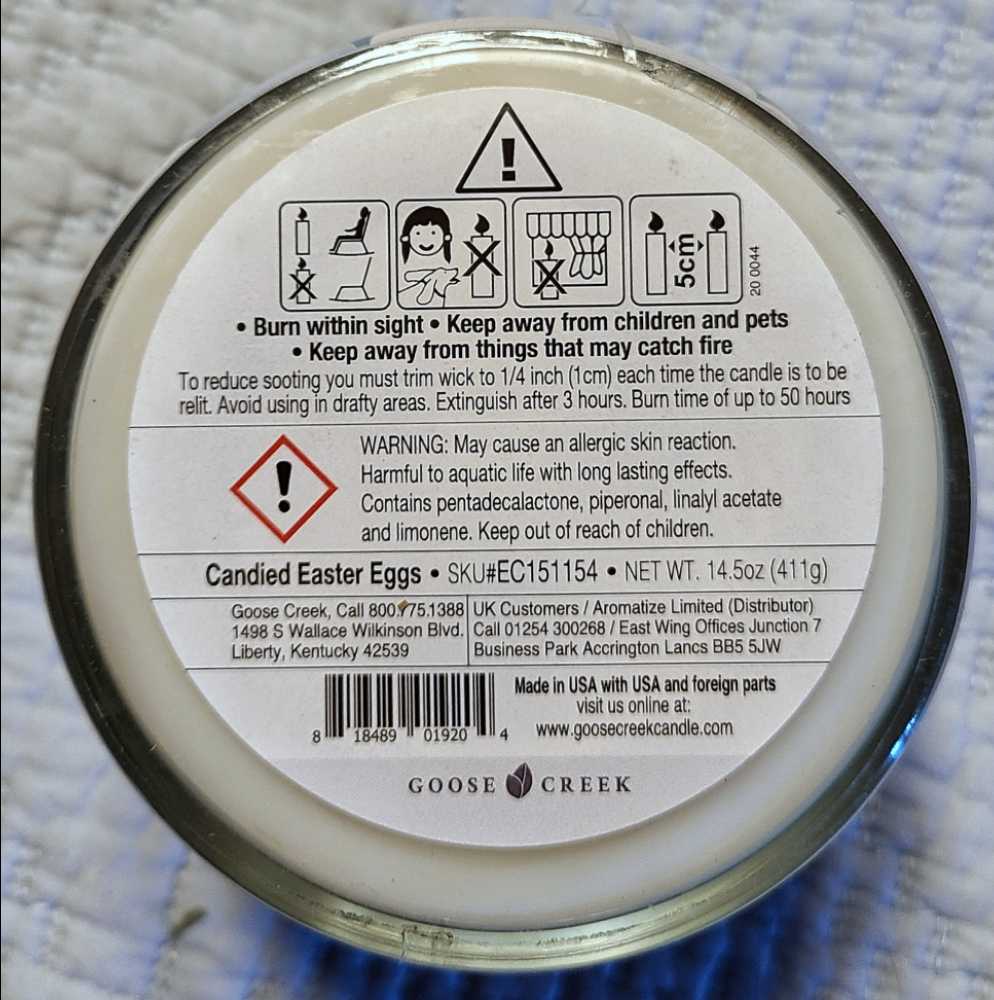 !
5cm
20 0044
• Burn within sight • Keep away from children and pets
• Keep away from things that may catch fire
To reduce sooting you must trim wick to 1/4 inch (1cm) each time the candle is to be
relit. Avoid using in drafty areas. Extinguish after 3 hours. Burn time of up to 50 hours
!
WARNING: May cause an allergic skin reaction.
Harmful to aquatic life with long lasting effects.
Contains pentadecalactone, piperonal, linalyl acetate
and limonene. Keep out of reach of children.
Candied Easter Eggs • SKU#EC151154 • NET WT. 14.5oz (411g)
Goose Creek, Call 800.775.1388
1498 S Wallace Wilkinson Blvd.
Liberty, Kentucky 42539
UK Customers / Aromatize Limited (Distributor)
Call 01254 300268 / East Wing Offices Junction 7
Business Park Accrington Lancs BB5 5JW
8 18489 01920 4
Made in USA with USA and foreign parts
visit us online at:
www.goosecreekcandle.com
GOOSE CREEK